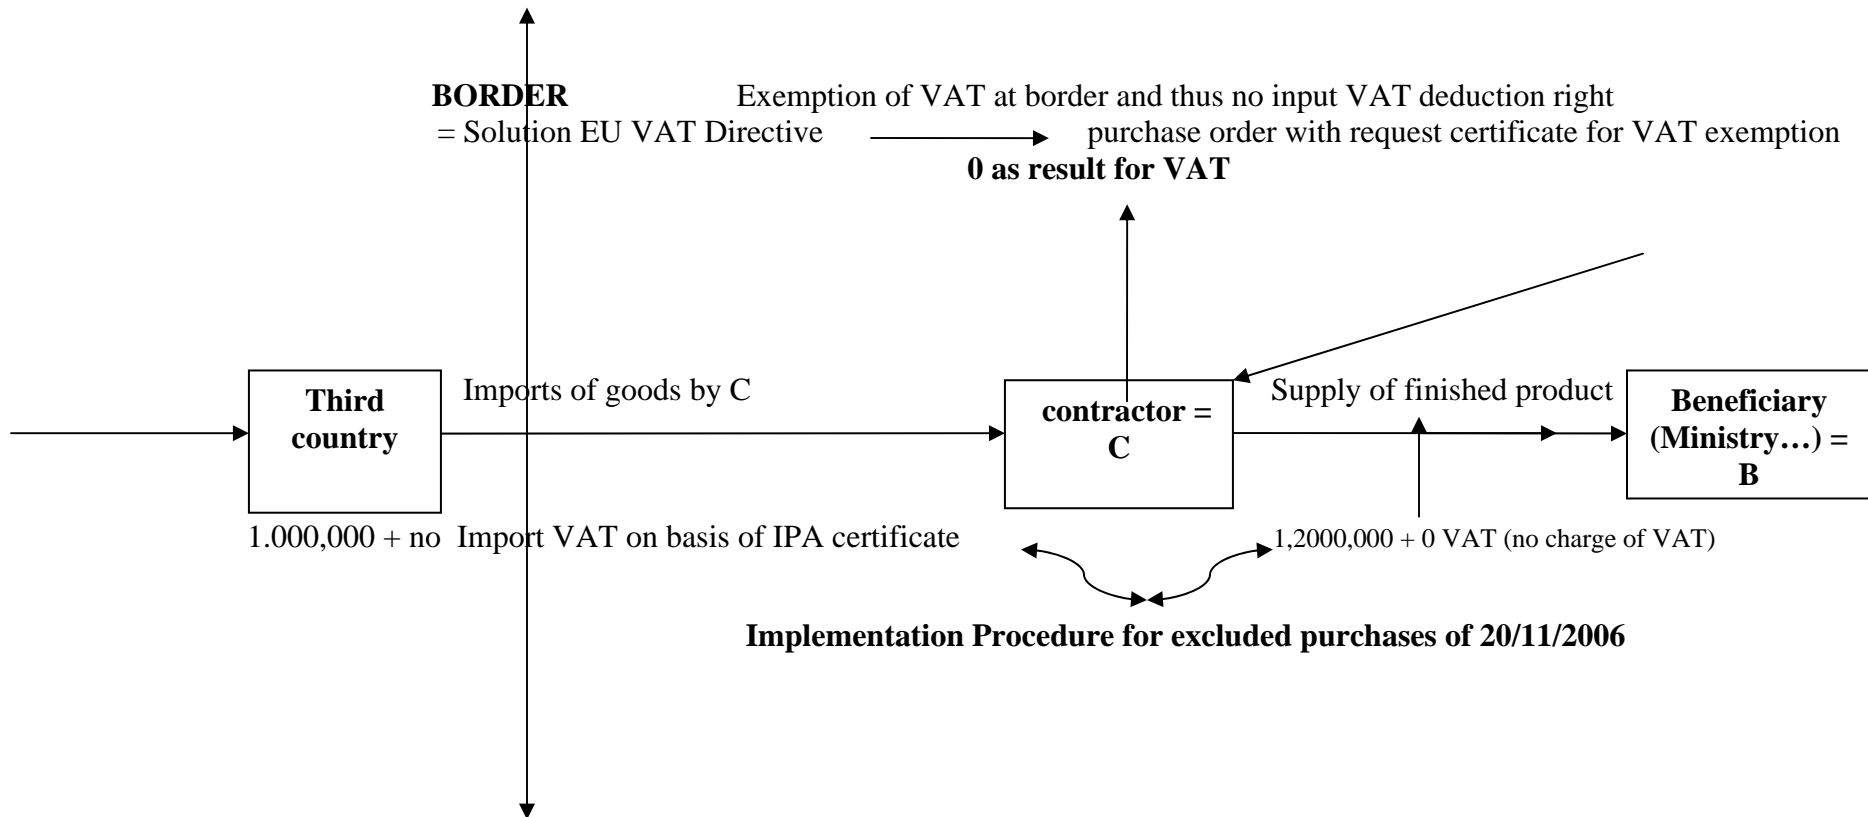 BORDER Exemption of VAT at border and thus no input VAT deduction right
= Solution EU VAT Directive purchase order with request certificate for VAT exemption
0 as result for VAT
Third
country
Imports of goods by C
contractor =
C
Supply of finished product
Beneficiary
(Ministry…) =
B
1.000,000 + no Import VAT on basis of IPA certificate
1,2000,000 + 0 VAT (no charge of VAT)
Implementation Procedure for excluded purchases of 20/11/2006